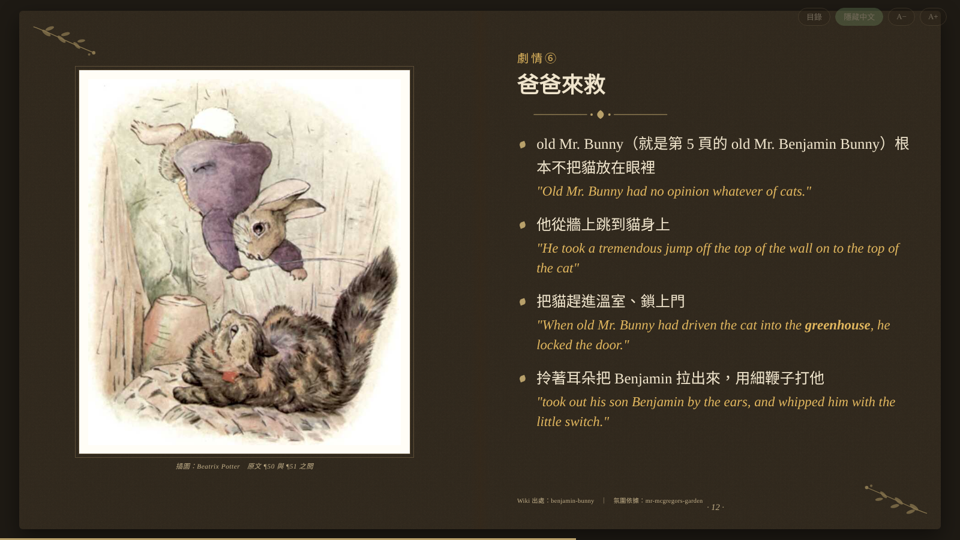 目錄
隱藏中文
A−
A+
劇情⑥
爸爸來救
old Mr. Bunny（就是第 5 頁的 old Mr. Benjamin Bunny）根
本不把貓放在眼裡
"Old Mr. Bunny had no opinion whatever of cats."
他從牆上跳到貓身上
"He took a tremendous jump off the top of the wall on to the top of
the cat"
把貓趕進溫室、鎖上門
"When old Mr. Bunny had driven the cat into the greenhouse, he
locked the door."
拎著耳朵把 Benjamin 拉出來，用細鞭子打他
"took out his son Benjamin by the ears, and whipped him with the
little switch."
插圖：Beatrix Potter 原文 ¶50 與 ¶51 之間
Wiki 出處：benjamin-bunny | 氛圍依據：mr-mcgregors-garden
· 12 ·